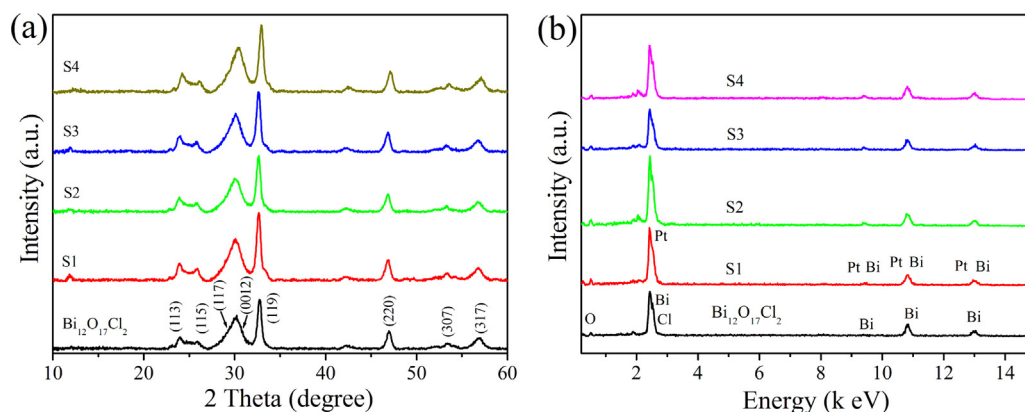 (a)
S4
S3
S2
S1
(113)
(115)
(117)
(0012)
(119)
(220)
(307)
(317)
Bi₁₂O₁₇Cl₂
Intensity (a.u.)
10 20 30 40 50 60
2 Theta (degree)
(b)
S4
S3
S2
Pt
S1
Pt Bi
Pt Bi
Pt Bi
O
Bi
Cl
Bi₁₂O₁₇Cl₂
Bi
Bi
Bi
Intensity (a.u.)
2 4 6 8 10 12 14
Energy (k eV)